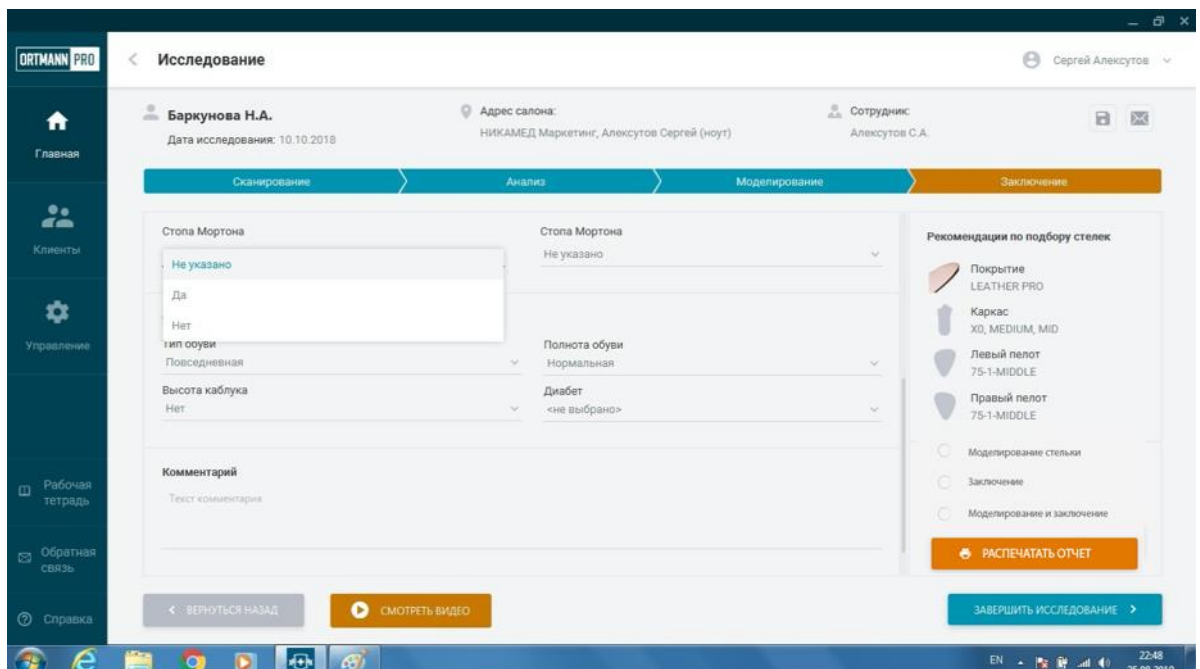 ORTMANN PRO
Исследование
Сергей Алексутов
Главная
Клиенты
Управление
Рабочая
тетрадь
Обратная
связь
Справка
Баркунова Н.А.
Дата исследования: 10.10.2018
Адрес салона:
НИКАМЕД Маркетинг, Алексутов Сергей (ноут)
Сотрудник:
Алексутов С.А.
Сканирование
Анализ
Моделирование
Заключение
Стопа Мортона
Не указано
Да
Нет
Стопа Мортона
Не указано
Тип обуви
Повседневная
Полнота обуви
Нормальная
Высота каблука
Нет
Диабет
<не выбрано>
Комментарий
Текст комментария
Рекомендации по подбору стелек
Покрытие
LEATHER PRO
Каркас
X0, MEDIUM, MID
Левый пелот
75-1-MIDDLE
Правый пелот
75-1-MIDDLE
Моделирование стельки
Заключение
Моделирование и заключение
РАСПЕЧАТАТЬ ОТЧЕТ
ВЕРНУТЬСЯ НАЗАД
СМОТРЕТЬ ВИДЕО
ЗАВЕРШИТЬ ИССЛЕДОВАНИЕ
EN
22:48